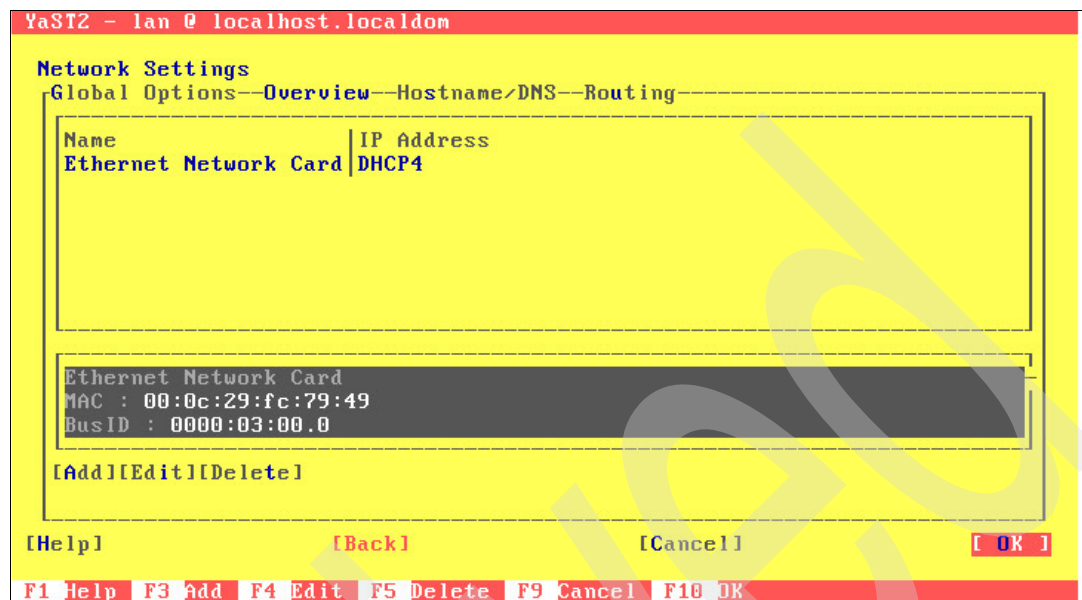 YaST2 - lan @ localhost.localdom
Network Settings
Global Options--Overview--Hostname/DNS--Routing
Name |IP Address
Ethernet Network Card|DHCP4
Ethernet Network Card
MAC : 00:0c:29:fc:79:49
BusID : 0000:03:00.0
[Add][Edit][Delete]
[Help] [Back] [Cancel] [ OK ]
F1 Help F3 Add F4 Edit F5 Delete F9 Cancel F10 OK